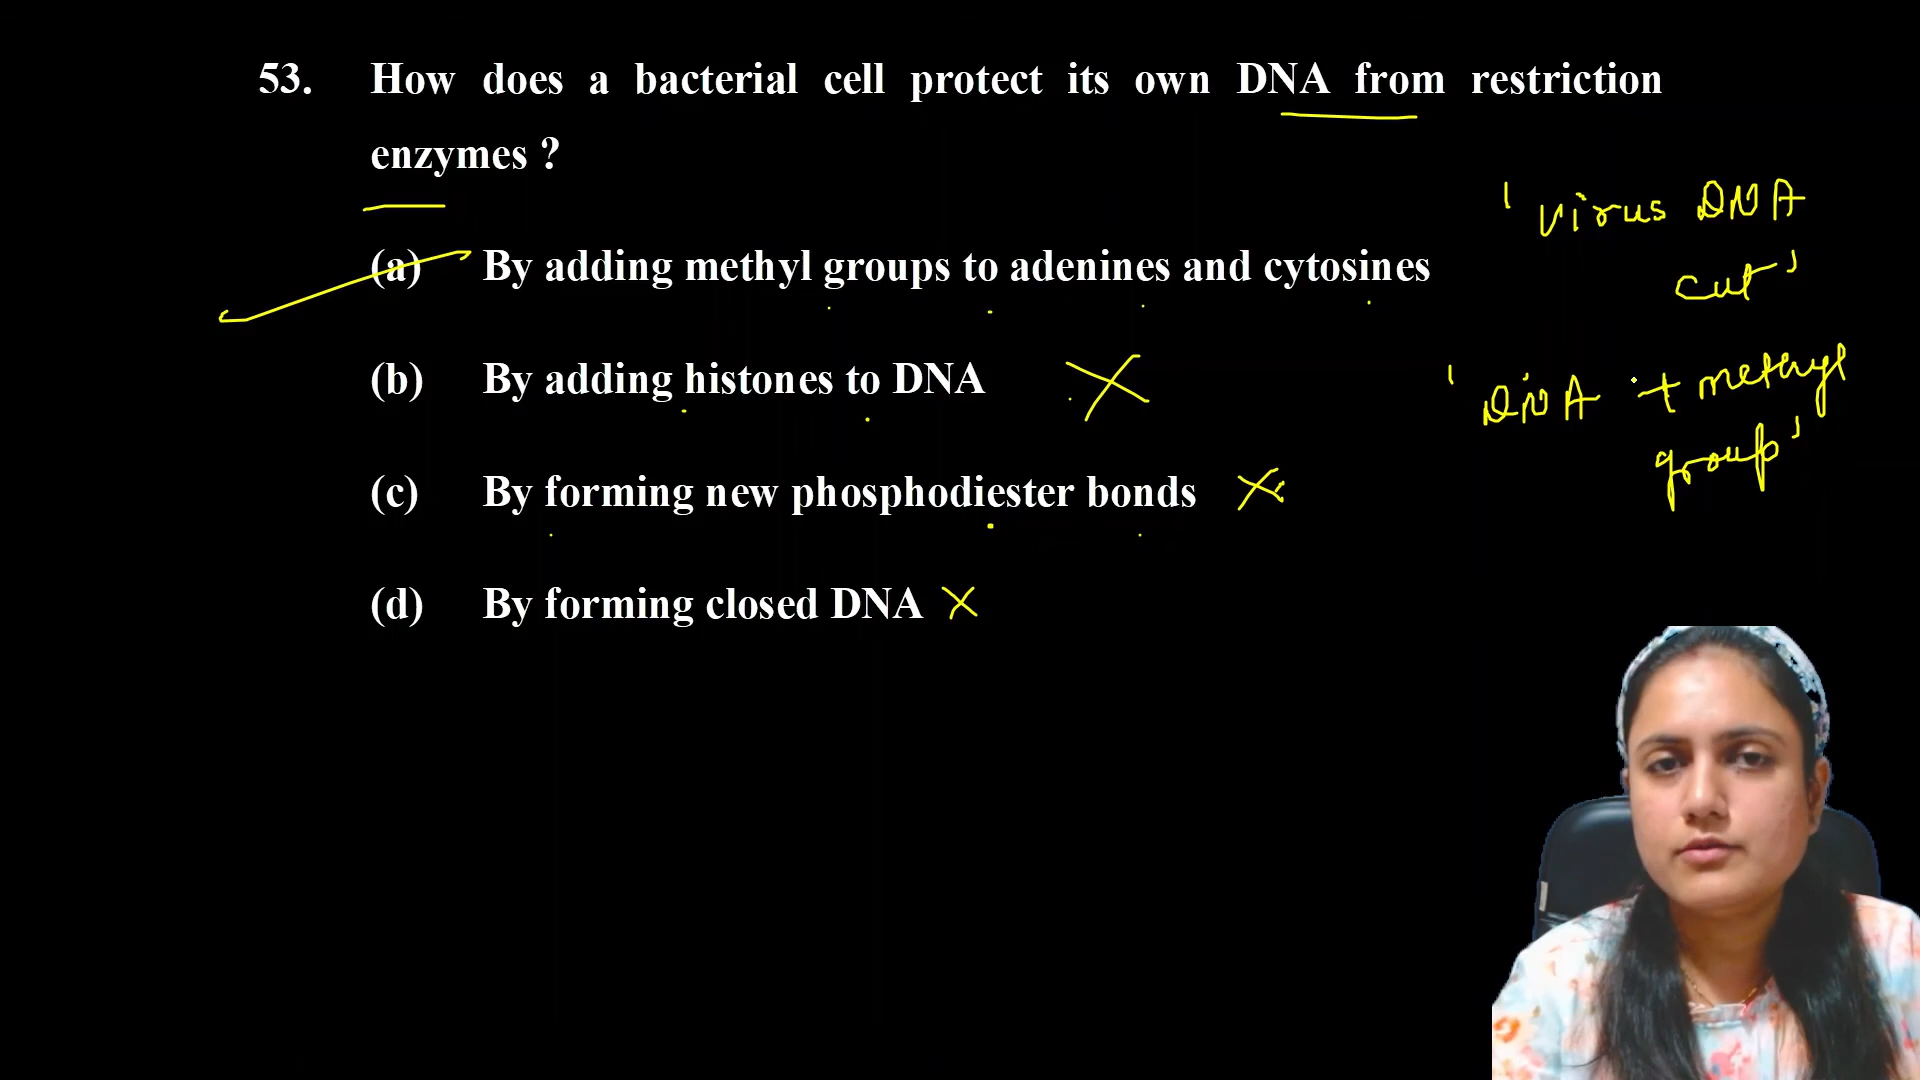 53. How does a bacterial cell protect its own DNA from restriction
enzymes ?
(a) By adding methyl groups to adenines and cytosines
(b) By adding histones to DNA
(c) By forming new phosphodiester bonds
(d) By forming closed DNA
' Virus DNA
cut '
' DNA + methyl
group '